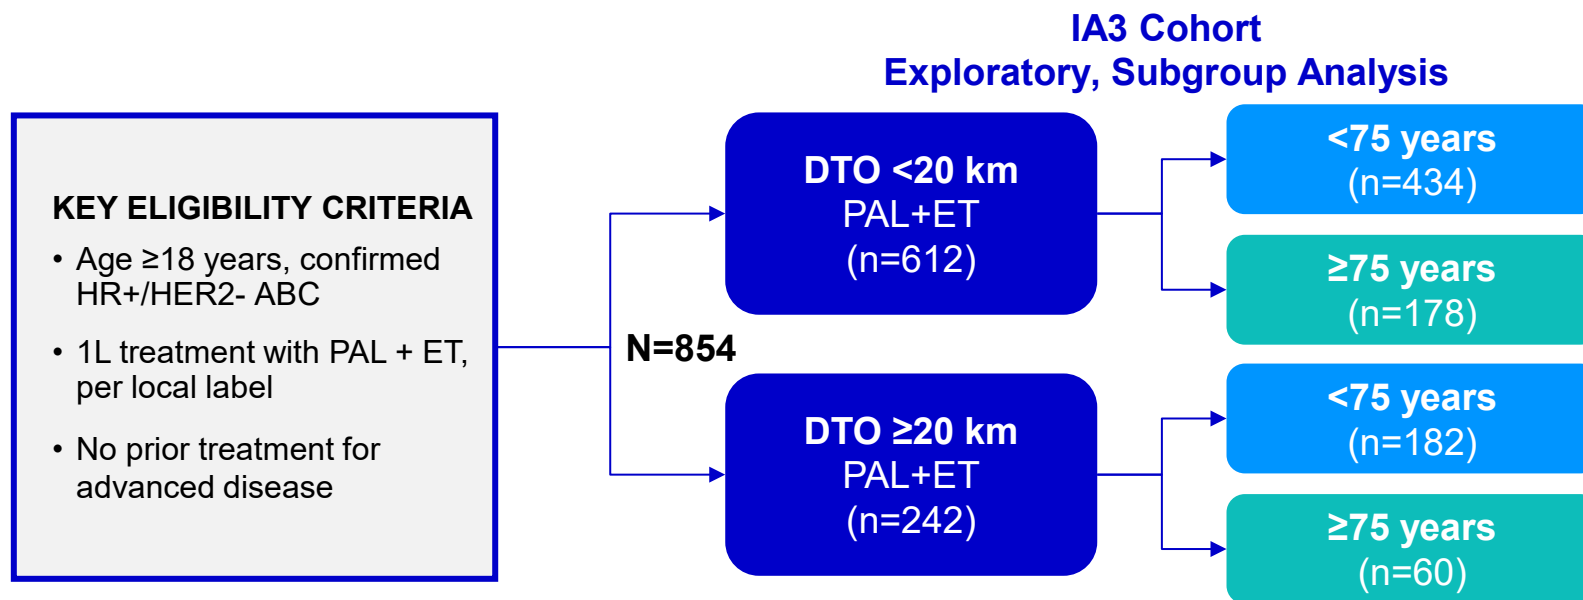 IA3 Cohort
Exploratory, Subgroup Analysis
KEY ELIGIBILITY CRITERIA
• Age ≥18 years, confirmed
HR+/HER2- ABC
• 1L treatment with PAL + ET,
per local label
• No prior treatment for
advanced disease
N=854
DTO <20 km
PAL+ET
(n=612)
<75 years
(n=434)
≥75 years
(n=178)
DTO ≥20 km
PAL+ET
(n=242)
<75 years
(n=182)
≥75 years
(n=60)